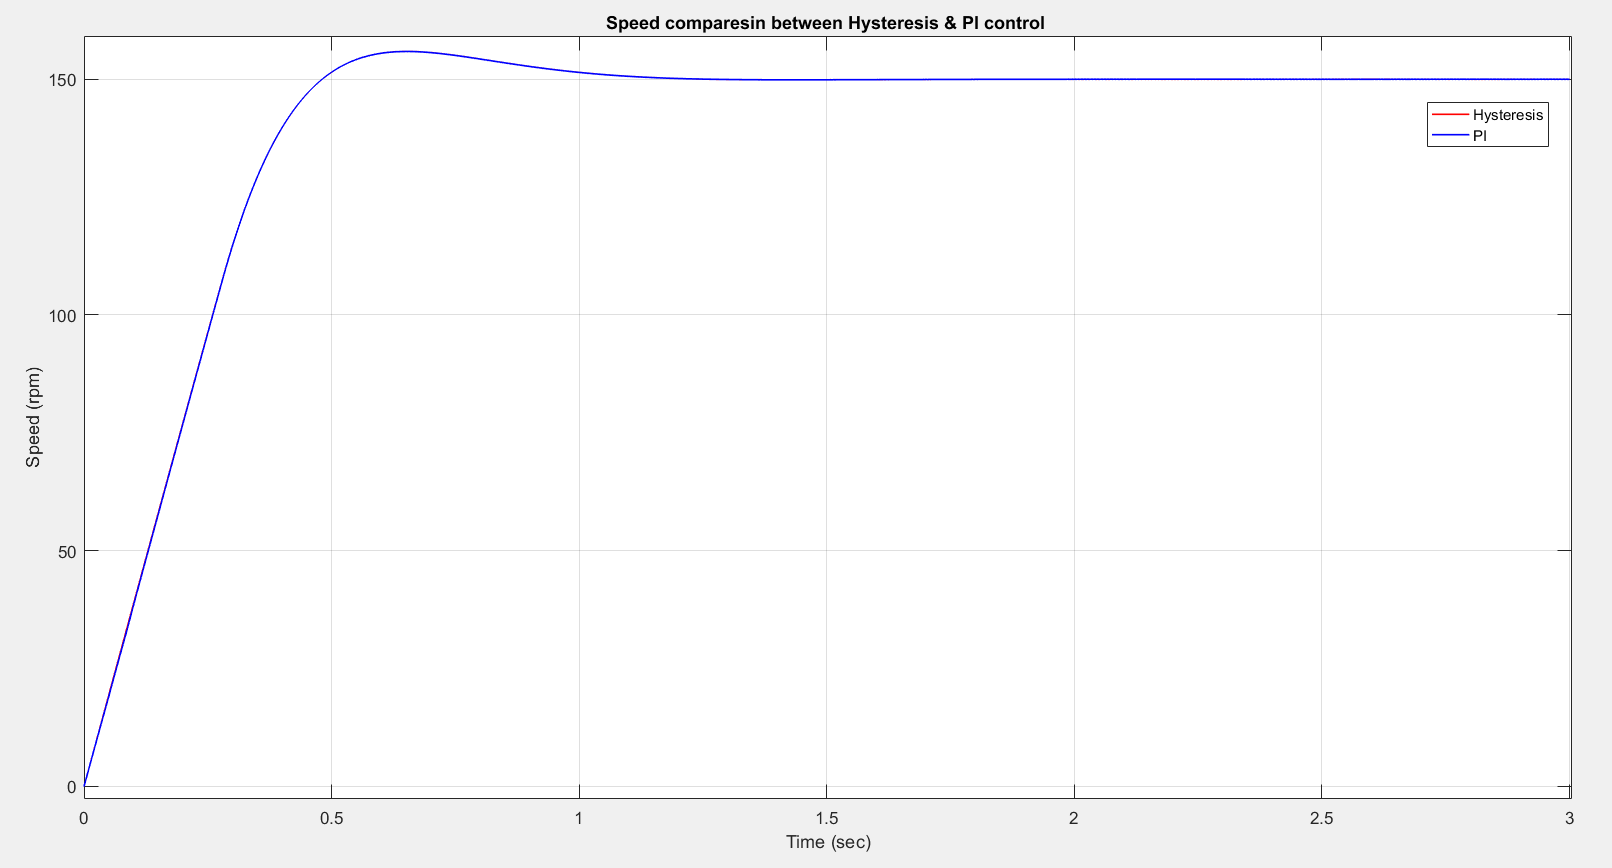 Speed comparesin between Hysteresis & PI control
150
100
50
0
Speed (rpm)
Hysteresis
PI
0 0.5 1 1.5 2 2.5 3
Time (sec)